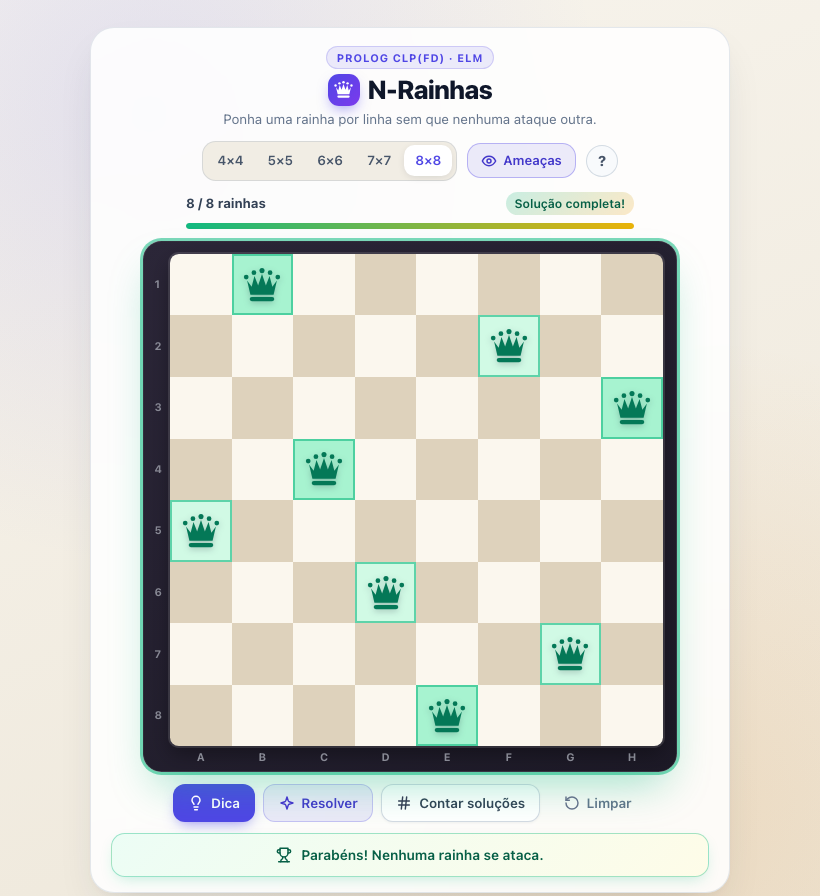 PROLOG CLP(FD) · ELM
N-Rainhas
Ponha uma rainha por linha sem que nenhuma ataque outra.
4×4 5×5 6×6 7×7 8×8 Ameaças ?
8 / 8 rainhas Solução completa!
1
2
3
4
5
6
7
8
A B C D E F G H
Dica Resolver Contar soluções Limpar
Parabéns! Nenhuma rainha se ataca.